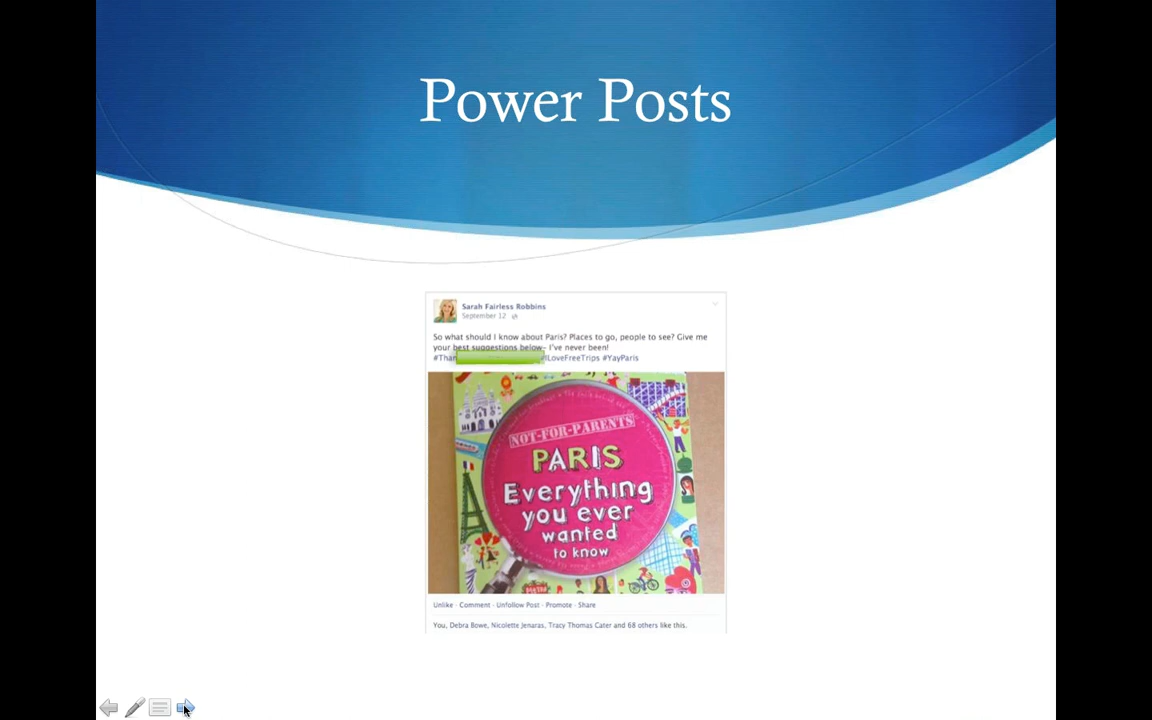 Power Posts
Sarah Fairless Robbins
September 12
So what should I know about Paris? Places to go, people to see? Give me
your best suggestions below- I've never been!
#Than #ILoveFreeTrips #YayParis
NOT-FOR-PARENTS
PARIS
Everything
you ever
wanted
to know
Unlike · Comment · Unfollow Post · Promote · Share
You, Debra Bowe, Nicolette Jenaras, Tracy Thomas Cater and 68 others like this.